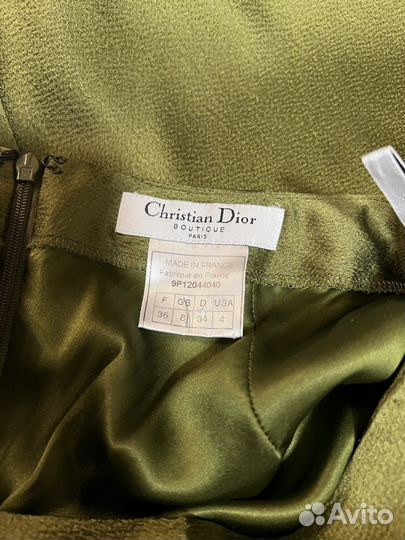 Christian Dior
BOUTIQUE
PARIS
MADE IN FRANCE
Fabriqué en France
9P12044040
F GB D USA
36 8 34 4
Avito